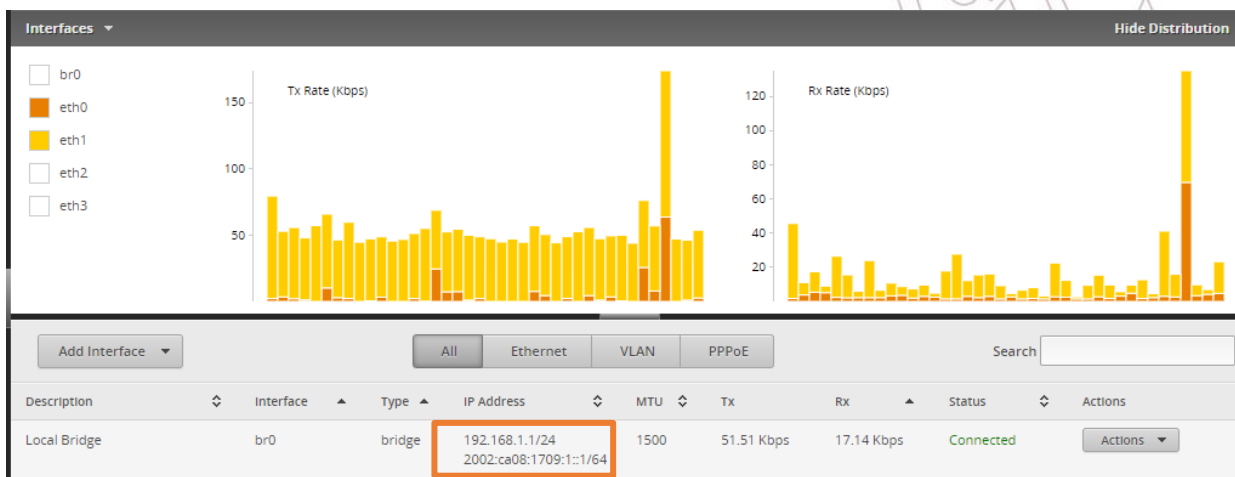 Interfaces
Hide Distribution
br0
eth0
eth1
eth2
eth3
Tx Rate (Kbps)
150
100
50
Rx Rate (Kbps)
120
100
80
60
40
20
Add Interface
All Ethernet VLAN PPPoE
Search
Description Interface Type IP Address MTU Tx Rx Status Actions
Local Bridge br0 bridge 192.168.1.1/24 1500 51.51 Kbps 17.14 Kbps Connected Actions
2002:ca08:1709:1::1/64